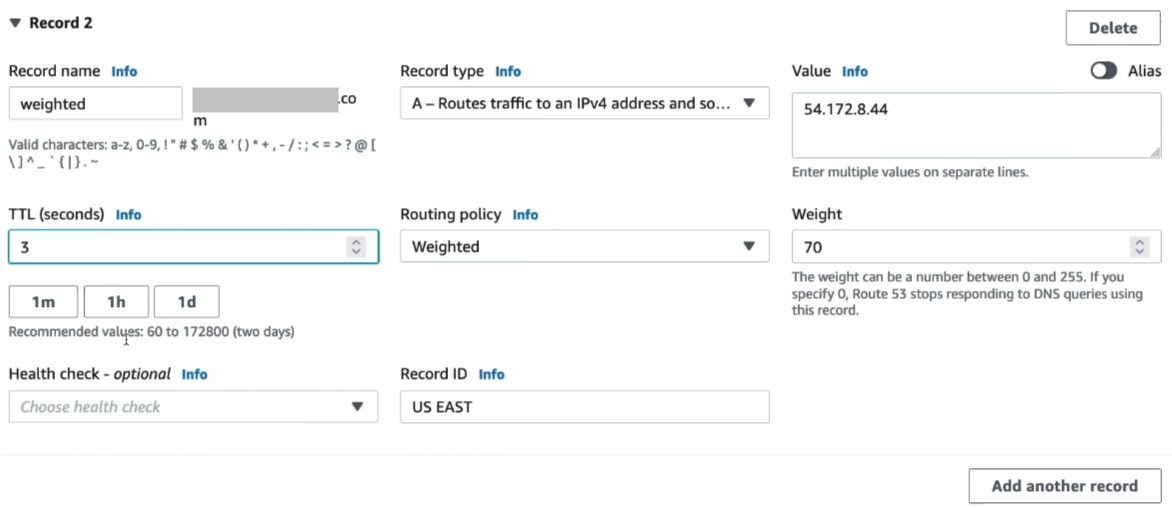 ▼ Record 2
Delete
Record name Info
weighted
.co
m
Valid characters: a-z, 0-9, ! " # $ % & ' ( ) * + , - / : ; < = > ? @ [
\ ] ^ _ ` { | } . ~
Record type Info
A – Routes traffic to an IPv4 address and so...
Value Info
Alias
54.172.8.44
Enter multiple values on separate lines.
TTL (seconds) Info
3
1m
1h
1d
Recommended values: 60 to 172800 (two days)
Routing policy Info
Weighted
Weight
70
The weight can be a number between 0 and 255. If you
specify 0, Route 53 stops responding to DNS queries using
this record.
Health check - optional Info
Choose health check
Record ID Info
US EAST
Add another record